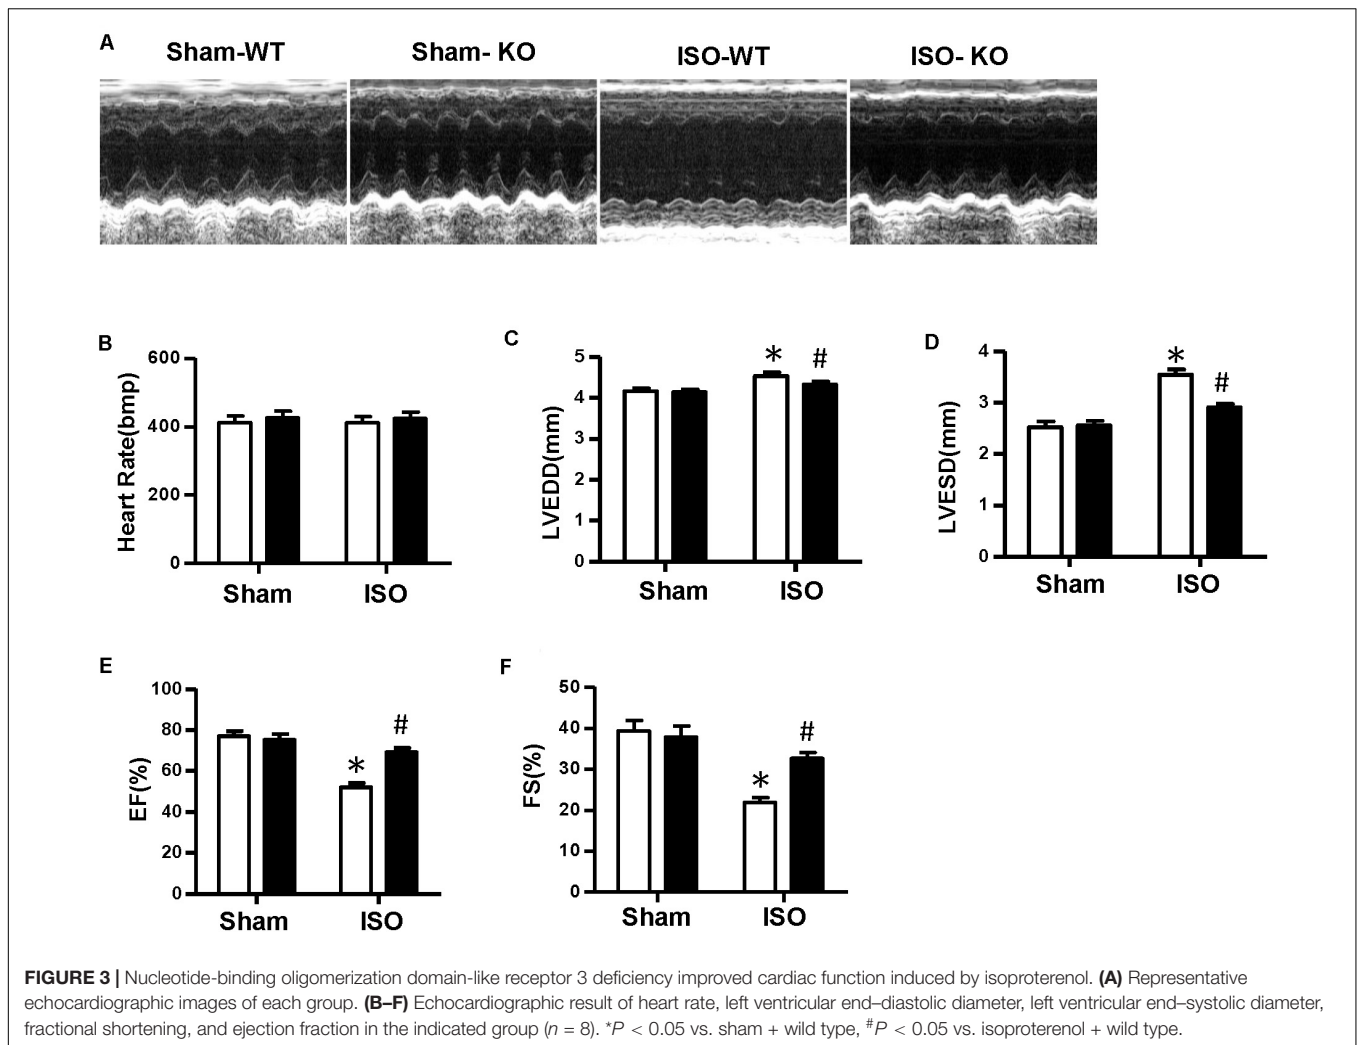 A
Sham-WT
Sham- KO
ISO-WT
ISO- KO
B
600
400
200
0
Heart Rate(bmp)
Sham
ISO
C
5
4
3
2
1
0
LVEDD(mm)
*
#
Sham
ISO
D
4
3
2
1
0
LVESD(mm)
*
#
Sham
ISO
E
100
80
60
40
20
0
EF(%)
*
#
Sham
ISO
F
50
40
30
20
10
0
FS(%)
*
#
Sham
ISO
FIGURE 3 | Nucleotide-binding oligomerization domain-like receptor 3 deficiency improved cardiac function induced by isoproterenol. (A) Representative
echocardiographic images of each group. (B–F) Echocardiographic result of heart rate, left ventricular end–diastolic diameter, left ventricular end–systolic diameter,
fractional shortening, and ejection fraction in the indicated group (n = 8). *P < 0.05 vs. sham + wild type, #P < 0.05 vs. isoproterenol + wild type.